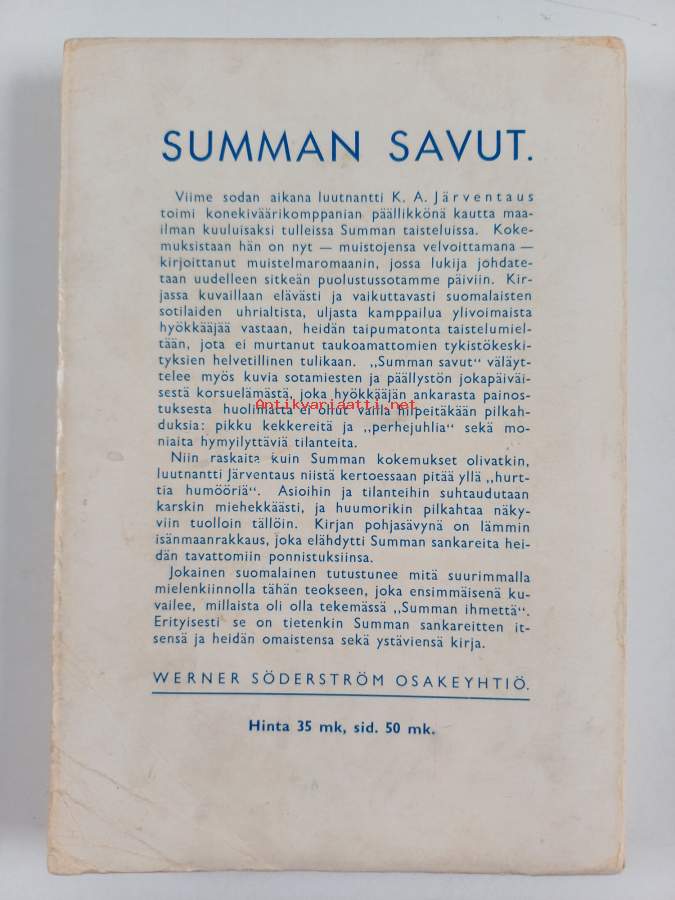 SUMMAN SAVUT.
Viime sodan aikana luutnantti K. A. Järventaus
toimi konekiväärikomppanian päällikkönä kautta maa-
ilman kuuluisaksi tulleissa Summan taisteluissa. Koke-
muksistaan hän on nyt — muistojensa velvoittamana —
kirjoittanut muistelmaromaanin, jossa lukija johdate-
taan uudelleen sitkeän puolustussotamme päiviin. Kir-
jassa kuvaillaan elävästi ja vaikuttavasti suomalaisten
sotilaiden uhrialtista, uljasta kamppailua ylivoimaista
hyökkääjää vastaan, heidän taipumatonta taistelumiel-
tään, jota ei murtanut taukoamattomien tykistökeski-
tyksien helvetillinen tulikaan. „Summan savut" väläyt-
telee myös kuvia sotamiesten ja päällystön jokapäiväi-
sestä korsuelämästä, joka hyökkääjän ankarasta painos-
Antikvariaatti.net
tuksesta huolimatta ei ollut vailla hilpeitäkään pilkah-
duksia: pikku kekkereitä ja „perhejuhlia" sekä mo-
niaita hymyilyttäviä tilanteita.
Niin raskaita kuin Summan kokemukset olivatkin,
luutnantti Järventaus niistä kertoessaan pitää yllä „hurt-
tia humööriä". Asioihin ja tilanteihin suhtaudutaan
karskin miehekkäästi, ja huumorikin pilkahtaa näky-
viin tuolloin tällöin. Kirjan pohjasävynä on lämmin
isänmaanrakkaus, joka elähdytti Summan sankareita hei-
dän tavattomiin ponnistuksiinsa.
Jokainen suomalainen tutustunee mitä suurimmalla
mielenkiinnolla tähän teokseen, joka ensimmäisenä ku-
vailee, millaista oli olla tekemässä „Summan ihmettä".
Erityisesti se on tietenkin Summan sankareitten it-
sensä ja heidän omaistensa sekä ystäviensä kirja.
WERNER SÖDERSTRÖM OSAKEYHTIÖ.
Hinta 35 mk, sid. 50 mk.